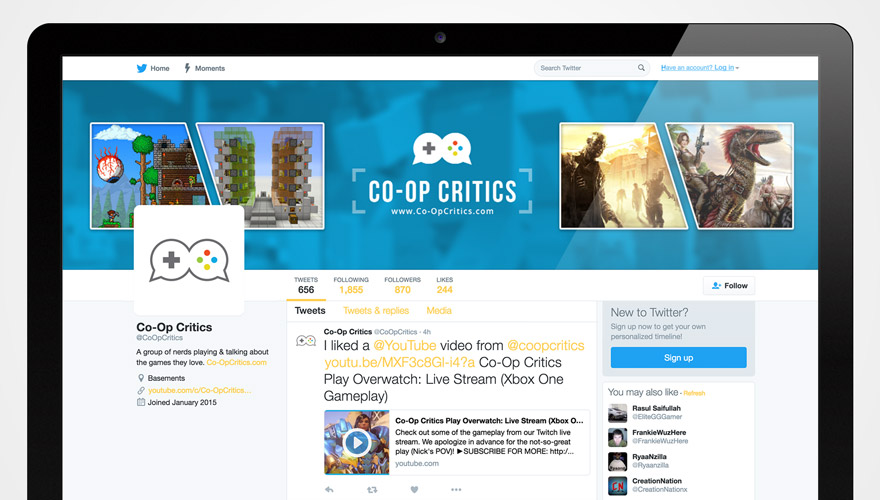 Home
Moments
Search Twitter
Have an account? Log in
CO-OP CRITICS
www.Co-OpCritics.com
TWEETS FOLLOWING FOLLOWERS LIKES
656 1,855 870 244
Follow
Co-Op Critics
@CoOpCritics
A group of nerds playing & talking about
the games they love. Co-OpCritics.com
Basements
youtube.com/c/Co-OpCritics...
Joined January 2015
Tweets Tweets & replies Media
Co-Op Critics @CoOpCritics · 4h
I liked a @YouTube video from @coopcritics
youtu.be/MXF3c8Gl-i4?a Co-Op Critics
Play Overwatch: Live Stream (Xbox One
Gameplay)
Co-Op Critics Play Overwatch: Live Stream (Xbox O...
Check out some of the gameplay from our Twitch live
stream. We apologize in advance for the not-so-great
play (Nick's POV)! ►SUBSCRIBE FOR MORE: http:/...
youtube.com
New to Twitter?
Sign up now to get your own
personalized timeline!
Sign up
You may also like · Refresh
Rasul Saifullah
@EliteGGGamer
FrankieWuzHere
@FrankieWuzHere
RyaaNzilla
@Ryaanzilla
CreationNation
@CreationNationx